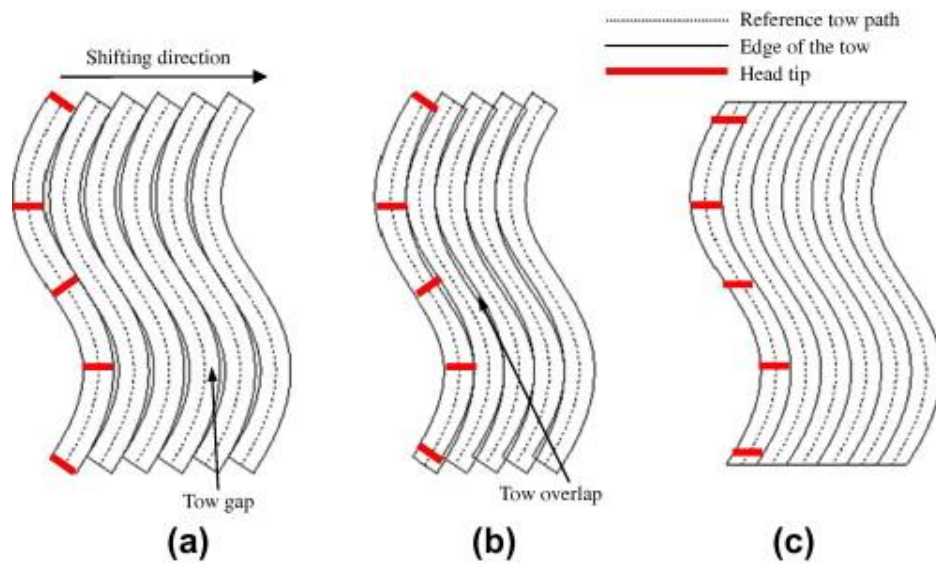 Shifting direction
Reference tow path
Edge of the tow
Head tip
Tow gap
Tow overlap
(a)
(b)
(c)